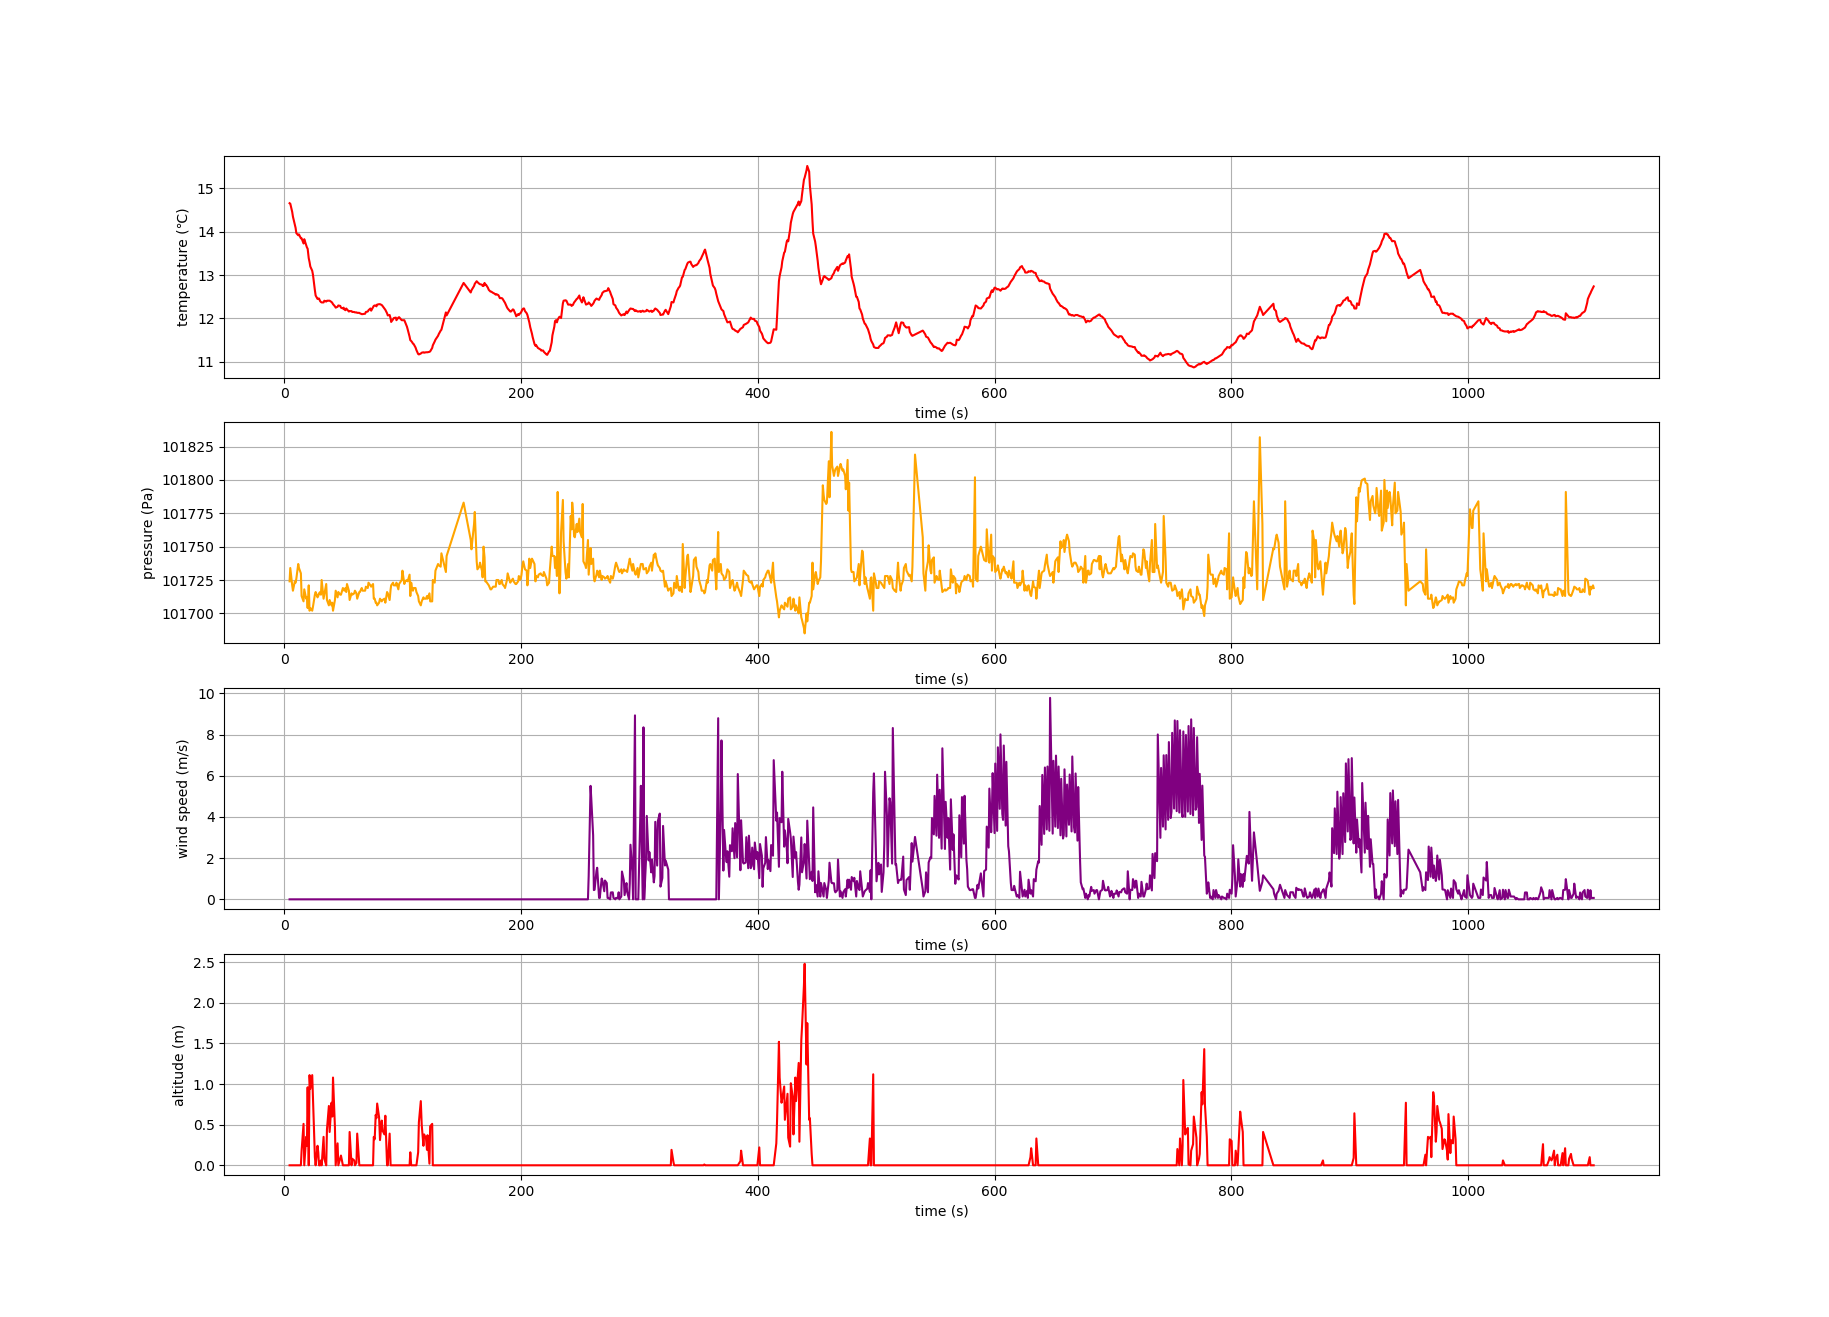 15
14
13
12
11
temperature (℃)
0 200 400 600 800 1000
time (s)
101825
101800
101775
101750
101725
101700
pressure (Pa)
0 200 400 600 800 1000
time (s)
10
8
6
4
2
0
wind speed (m/s)
0 200 400 600 800 1000
time (s)
2.5
2.0
1.5
1.0
0.5
0.0
altitude (m)
0 200 400 600 800 1000
time (s)